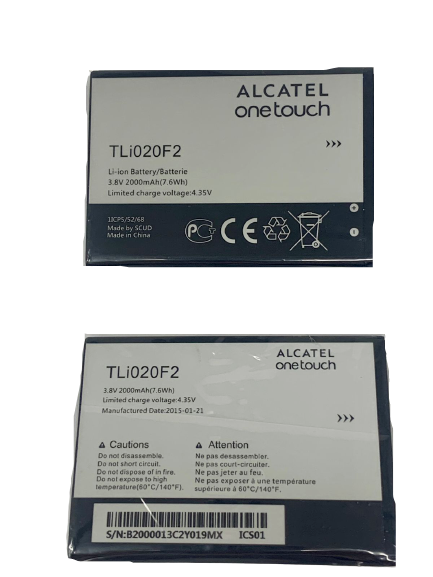 ALCATEL
onetouch
TLi020F2
Li-ion Battery/Batterie
3.8V 2000mAh(7.6Wh)
Limited charge voltage:4.35V
1ICP5/52/68
Made by SCUD
Made in China
TLi020F2
ALCATEL
onetouch
3.8V 2000mAh(7.6Wh)
Limited charge voltage:4.35V
Manufactured Date:2015-01-21
Cautions
Do not disassemble.
Do not short circuit.
Do not dispose of in fire.
Do not expose to high
temperature(60°C/140°F).
Attention
Ne pas desassembler.
Ne pas court-circuiter.
Ne pas jeter au feu.
Ne pas exposer à une température
supérieure à 60°C/140°F.
S/N:B2000013C2Y019MX ICS01